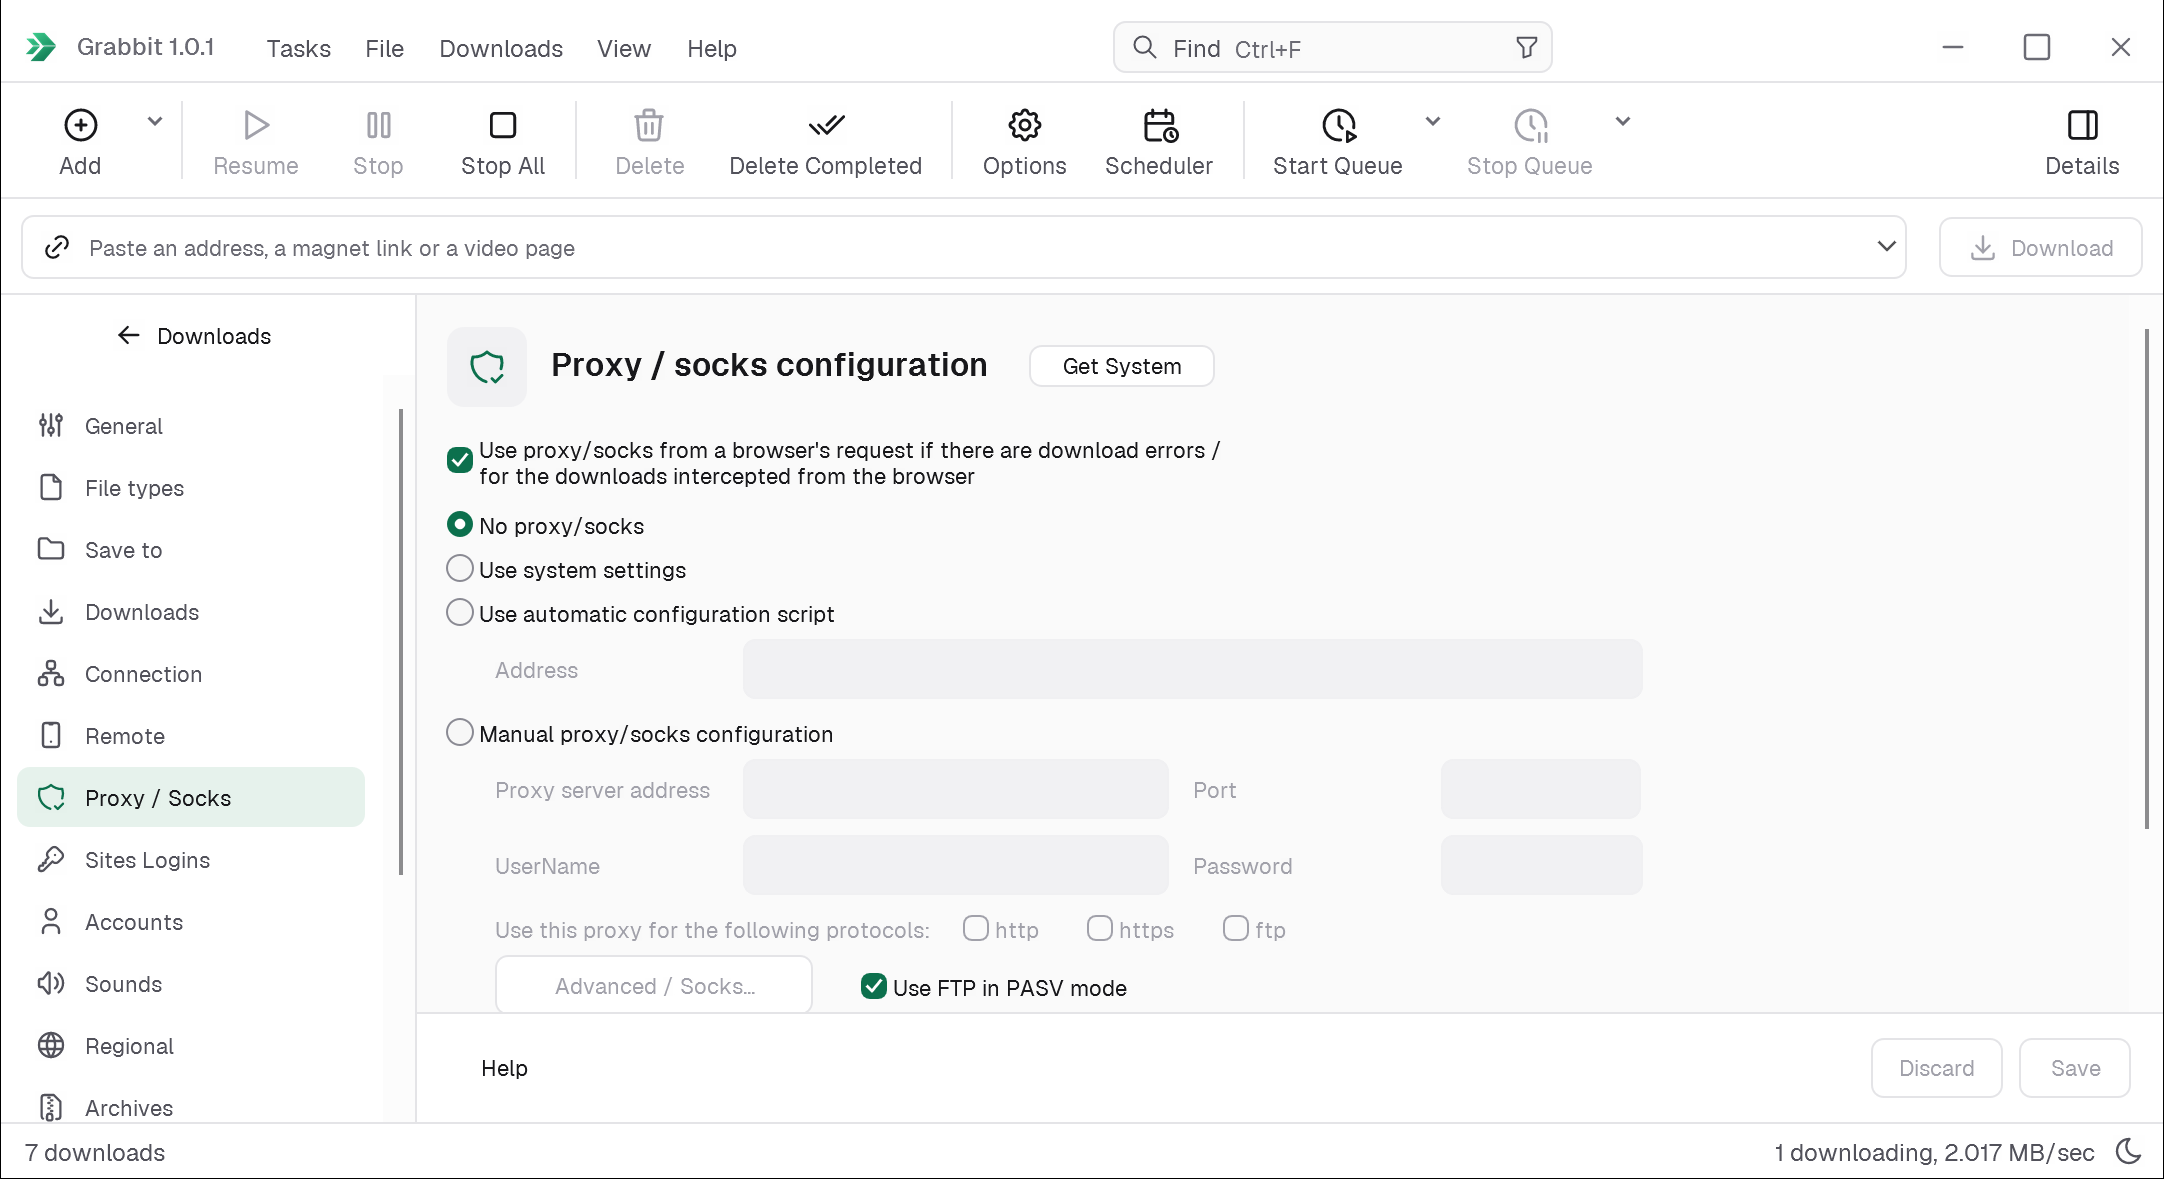 Grabbit 1.0.1
Tasks
File
Downloads
View
Help
Find Ctrl+F
Add
Resume
Stop
Stop All
Delete
Delete Completed
Options
Scheduler
Start Queue
Stop Queue
Details
Paste an address, a magnet link or a video page
Download
Downloads
General
File types
Save to
Downloads
Connection
Remote
Proxy / Socks
Sites Logins
Accounts
Sounds
Regional
Archives
Proxy / socks configuration
Get System
Use proxy/socks from a browser's request if there are download errors /
for the downloads intercepted from the browser
No proxy/socks
Use system settings
Use automatic configuration script
Address
Manual proxy/socks configuration
Proxy server address
Port
UserName
Password
Use this proxy for the following protocols:
http
https
ftp
Advanced / Socks...
Use FTP in PASV mode
Help
Discard
Save
7 downloads
1 downloading, 2.017 MB/sec